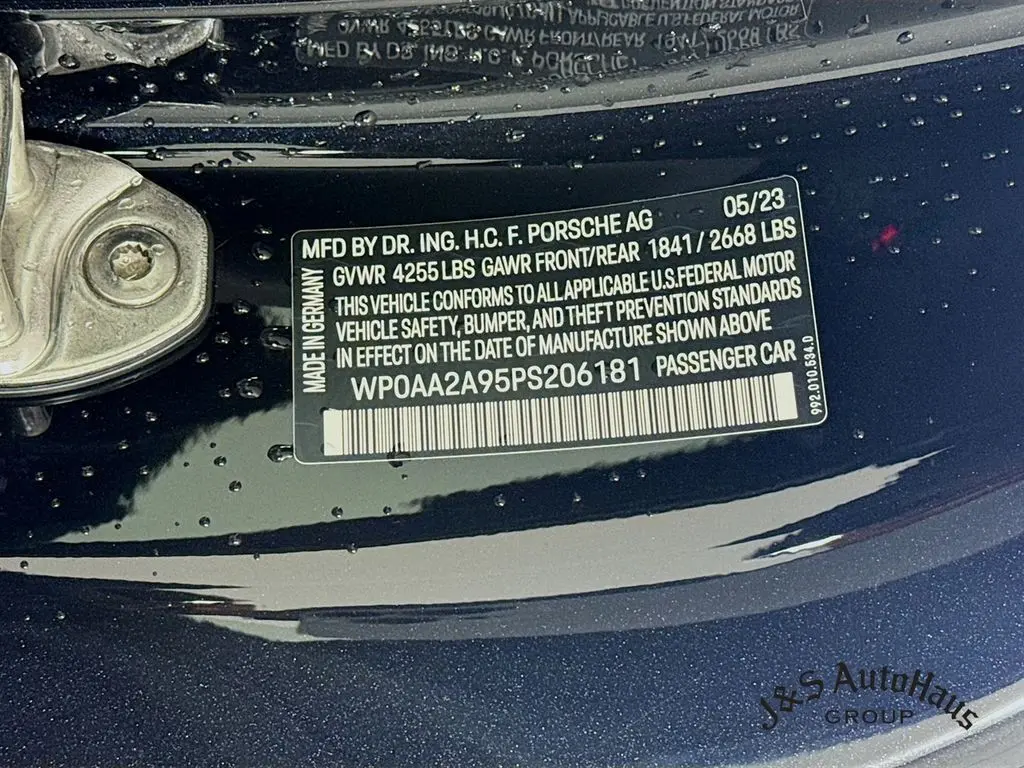 MFD BY DR. ING. H.C. F. PORSCHE AG 05/23
GVWR 4255 LBS GAWR FRONT/REAR 1841 / 2668 LBS
THIS VEHICLE CONFORMS TO ALL APPLICABLE U.S. FEDERAL MOTOR
VEHICLE SAFETY, BUMPER, AND THEFT PREVENTION STANDARDS
IN EFFECT ON THE DATE OF MANUFACTURE SHOWN ABOVE
WP0AA2A95PS206181 PASSENGER CAR
MADE IN GERMANY
992.010.534.D
J&S AutoHaus
GROUP